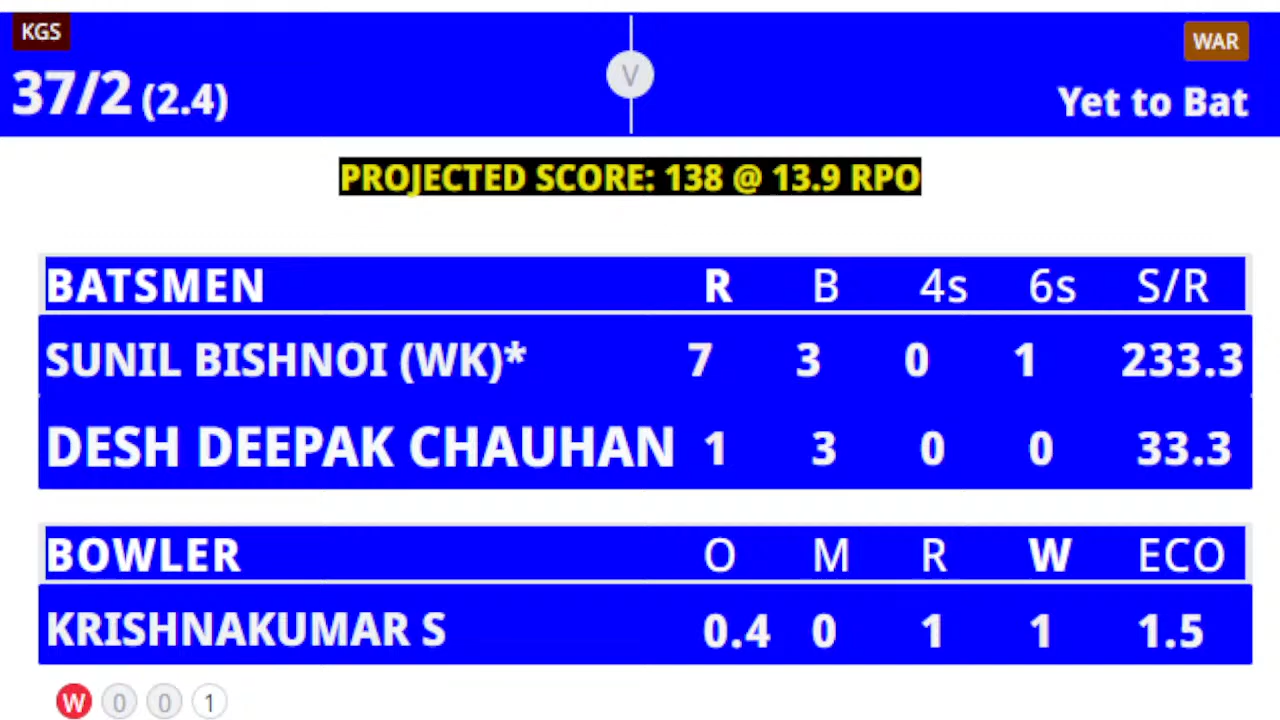 KGS
WAR
37/2 (2.4)
V
Yet to Bat
PROJECTED SCORE: 138 @ 13.9 RPO
BATSMEN R B 4s 6s S/R
SUNIL BISHNOI (WK)* 7 3 0 1 233.3
DESH DEEPAK CHAUHAN 1 3 0 0 33.3
BOWLER O M R W ECO
KRISHNAKUMAR S 0.4 0 1 1 1.5
W 0 0 1